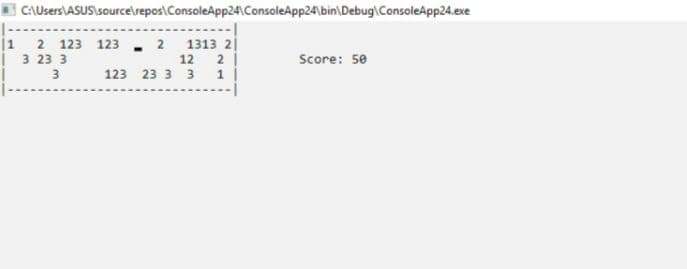 C:\Users\ASUS\source\repos\ConsoleApp24\ConsoleApp24\bin\Debug\ConsoleApp24.exe
|------------------------------|
|1   2  123  123  _  2   1313 2|
|  3 23 3               12   2 |        Score: 50
|      3      123  23 3  3   1 |
|------------------------------|